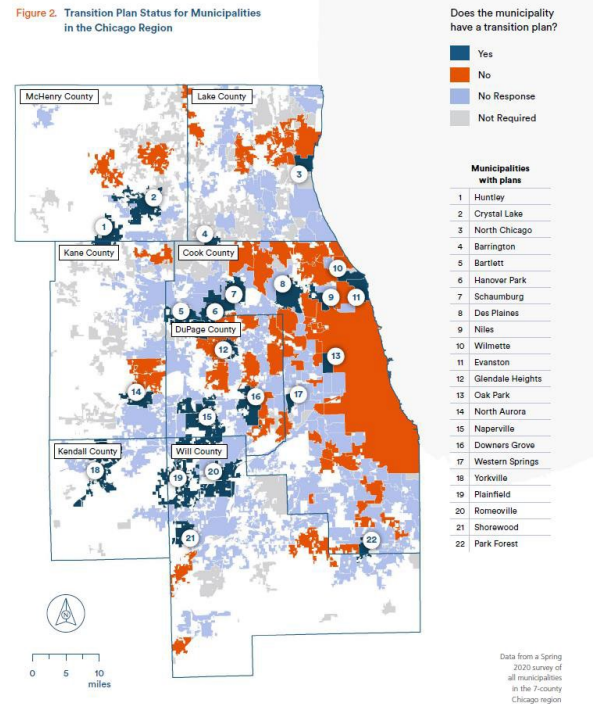 Figure 2. Transition Plan Status for Municipalities
in the Chicago Region
Does the municipality
have a transition plan?
Yes
No
No Response
Not Required
McHenry County
Lake County
Kane County
Cook County
DuPage County
Kendall County
Will County
1
2
3
4
5
6
7
8
9
10
11
12
13
14
15
16
17
18
19
20
21
22
Municipalities
with plans
1 Huntley
2 Crystal Lake
3 North Chicago
4 Barrington
5 Bartlett
6 Hanover Park
7 Schaumburg
8 Des Plaines
9 Niles
10 Wilmette
11 Evanston
12 Glendale Heights
13 Oak Park
14 North Aurora
15 Naperville
16 Downers Grove
17 Western Springs
18 Yorkville
19 Plainfield
20 Romeoville
21 Shorewood
22 Park Forest
N
0 5 10
miles
Data from a Spring
2020 survey of
all municipalities
in the 7-county
Chicago region